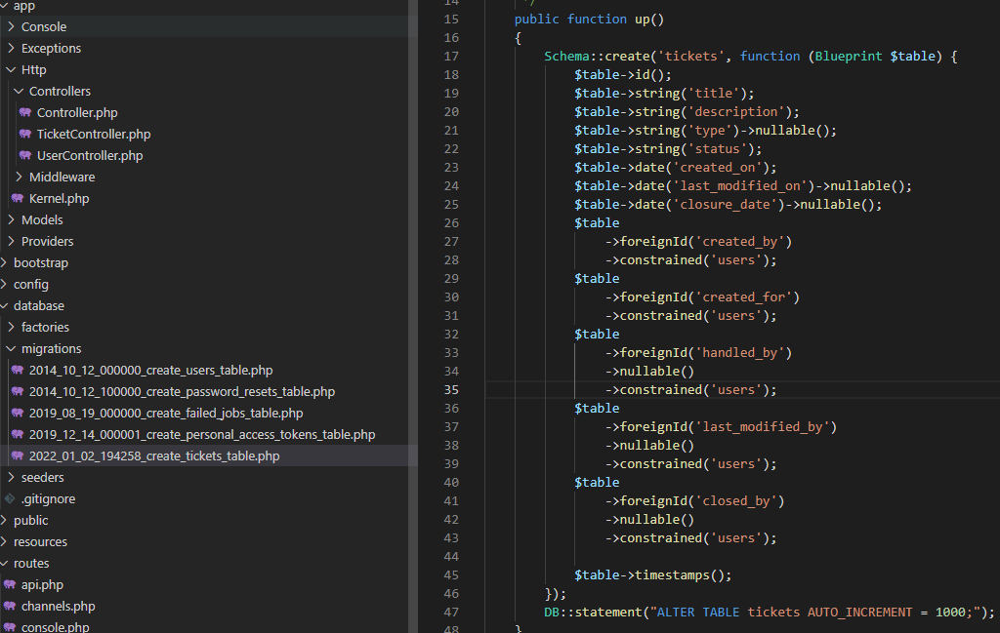 app
Console
Exceptions
Http
Controllers
Controller.php
TicketController.php
UserController.php
Middleware
Kernel.php
Models
Providers
bootstrap
config
database
factories
migrations
2014_10_12_000000_create_users_table.php
2014_10_12_100000_create_password_resets_table.php
2019_08_19_000000_create_failed_jobs_table.php
2019_12_14_000001_create_personal_access_tokens_table.php
2022_01_02_194258_create_tickets_table.php
seeders
.gitignore
public
resources
routes
api.php
channels.php
console.php
14 */
15 public function up()
16 {
17 Schema::create('tickets', function (Blueprint $table) {
18 $table->id();
19 $table->string('title');
20 $table->string('description');
21 $table->string('type')->nullable();
22 $table->string('status');
23 $table->date('created_on');
24 $table->date('last_modified_on')->nullable();
25 $table->date('closure_date')->nullable();
26 $table
27 ->foreignId('created_by')
28 ->constrained('users');
29 $table
30 ->foreignId('created_for')
31 ->constrained('users');
32 $table
33 ->foreignId('handled_by')
34 ->nullable()
35 ->constrained('users');
36 $table
37 ->foreignId('last_modified_by')
38 ->nullable()
39 ->constrained('users');
40 $table
41 ->foreignId('closed_by')
42 ->nullable()
43 ->constrained('users');
44
45 $table->timestamps();
46 });
47 DB::statement("ALTER TABLE tickets AUTO_INCREMENT = 1000;");
48 }